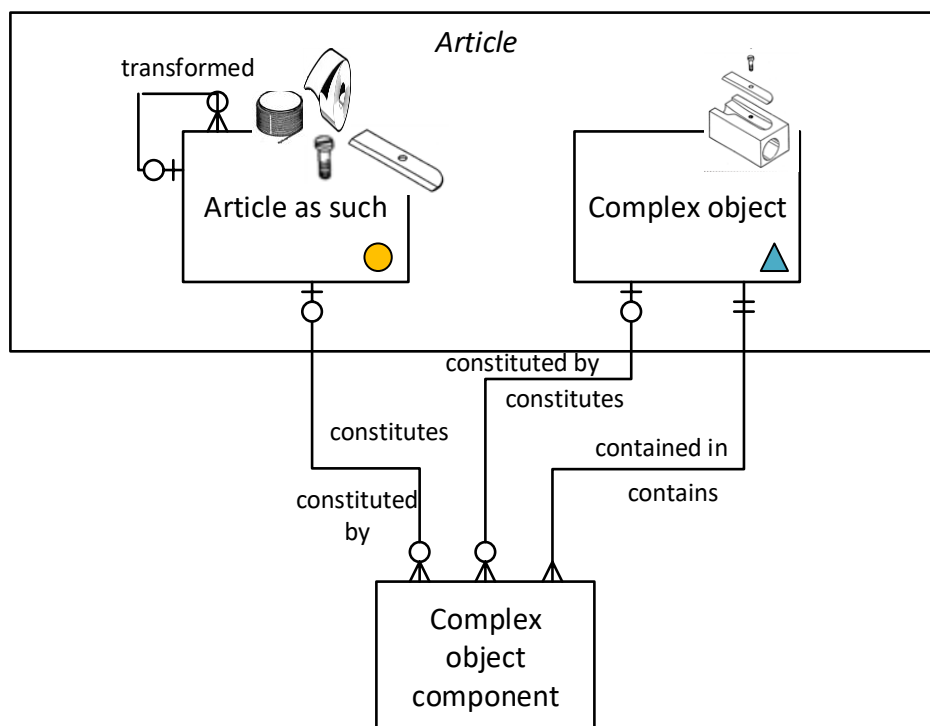 Article
transformed
Article as such
Complex object
constituted by
constitutes
constitutes
contained in
constituted
by
contains
Complex
object
component